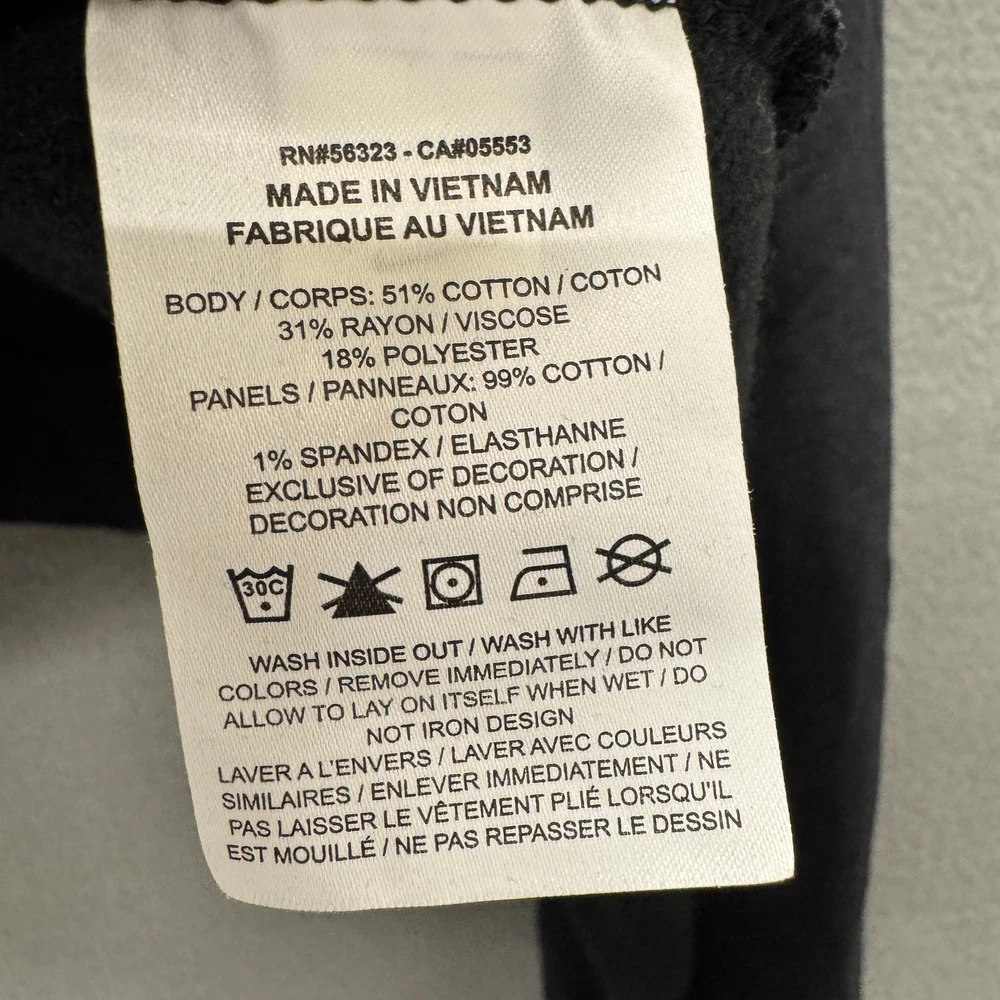 RN#56323 - CA#05553
MADE IN VIETNAM
FABRIQUE AU VIETNAM
BODY / CORPS: 51% COTTON / COTON
31% RAYON / VISCOSE
18% POLYESTER
PANELS / PANNEAUX: 99% COTTON /
COTON
1% SPANDEX / ELASTHANNE
EXCLUSIVE OF DECORATION /
DECORATION NON COMPRISE
30C
WASH INSIDE OUT / WASH WITH LIKE
COLORS / REMOVE IMMEDIATELY / DO NOT
ALLOW TO LAY ON ITSELF WHEN WET / DO
NOT IRON DESIGN
LAVER A L'ENVERS / LAVER AVEC COULEURS
SIMILAIRES / ENLEVER IMMEDIATEMENT / NE
PAS LAISSER LE VÊTEMENT PLIÉ LORSQU'IL
EST MOUILLÉ / NE PAS REPASSER LE DESSIN